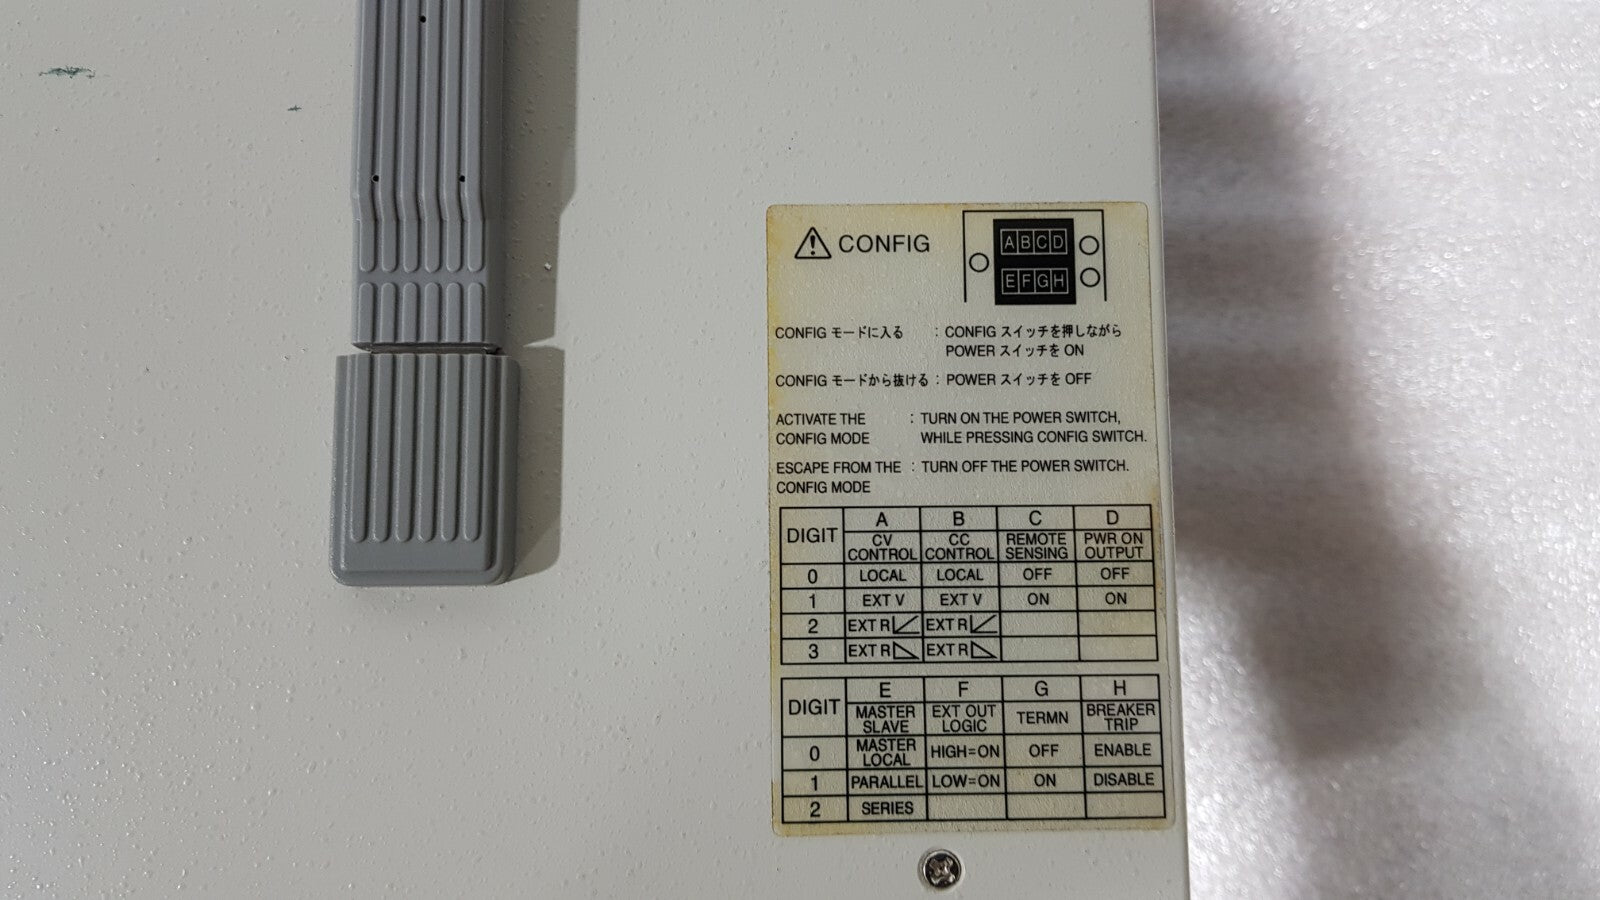 CONFIG
ABCD
EFGH
CONFIG モードに入る : CONFIG スイッチを押しながら
POWER スイッチを ON
CONFIG モードから抜ける : POWER スイッチを OFF
ACTIVATE THE : TURN ON THE POWER SWITCH,
CONFIG MODE WHILE PRESSING CONFIG SWITCH.
ESCAPE FROM THE : TURN OFF THE POWER SWITCH.
CONFIG MODE
DIGIT A B C D
CV CONTROL CC CONTROL REMOTE SENSING PWR ON OUTPUT
0 LOCAL LOCAL OFF OFF
1 EXT V EXT V ON ON
2 EXT R EXT R
3 EXT R EXT R
DIGIT E F G H
MASTER SLAVE EXT OUT LOGIC TERMN BREAKER TRIP
0 MASTER LOCAL HIGH=ON OFF ENABLE
1 PARALLEL LOW=ON ON DISABLE
2 SERIES